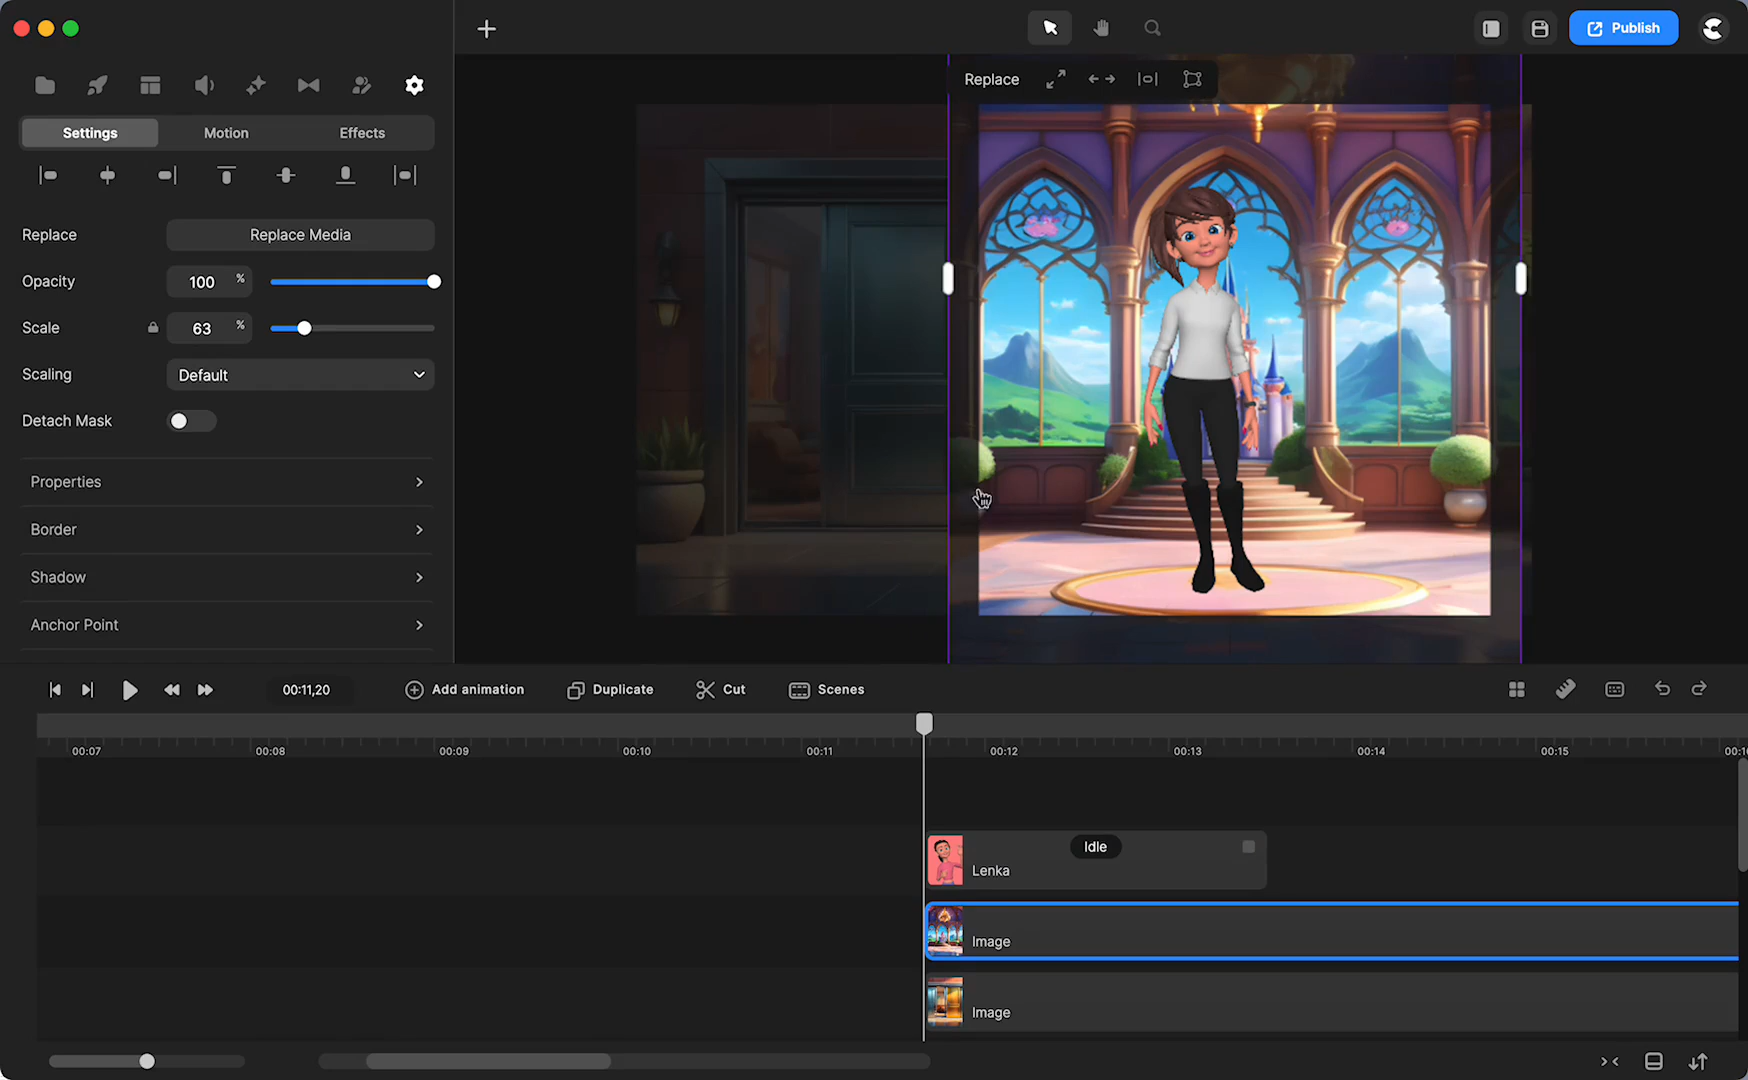 Publish
Replace
Settings
Motion
Effects
Replace
Replace Media
Opacity
100 %
Scale
63 %
Scaling
Default
Detach Mask
Properties
Border
Shadow
Anchor Point
00:11,20
Add animation
Duplicate
Cut
Scenes
00:07
00:08
00:09
00:10
00:11
00:12
00:13
00:14
00:15
Idle
Lenka
Image
Image